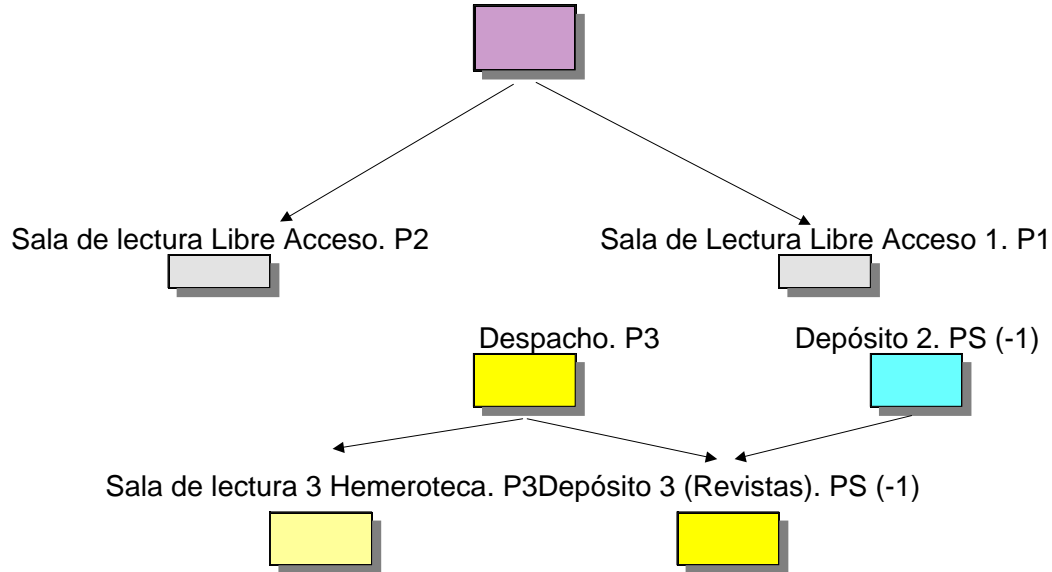 Sala de lectura Libre Acceso. P2
Sala de Lectura Libre Acceso 1. P1
Despacho. P3
Depósito 2. PS (-1)
Sala de lectura 3 Hemeroteca. P3Depósito 3 (Revistas). PS (-1)